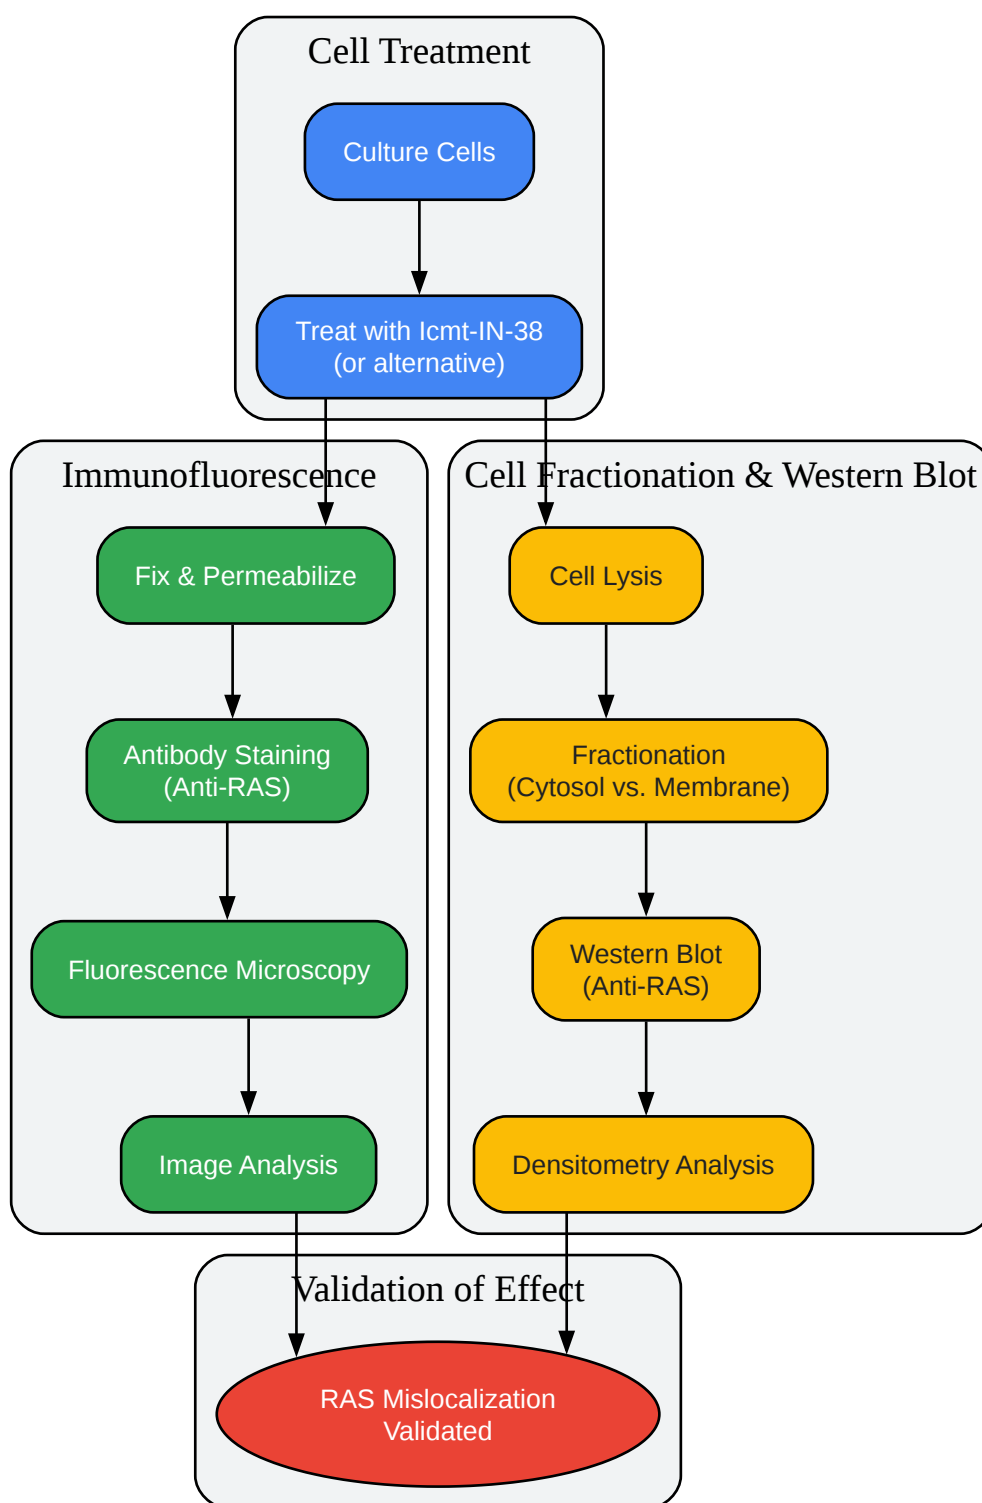 Cell Treatment
Culture Cells
Treat with Icmt-IN-38
(or alternative)
Immunofluorescence
Fix & Permeabilize
Antibody Staining
(Anti-RAS)
Fluorescence Microscopy
Image Analysis
Cell Fractionation & Western Blot
Cell Lysis
Fractionation
(Cytosol vs. Membrane)
Western Blot
(Anti-RAS)
Densitometry Analysis
Validation of Effect
RAS Mislocalization
Validated